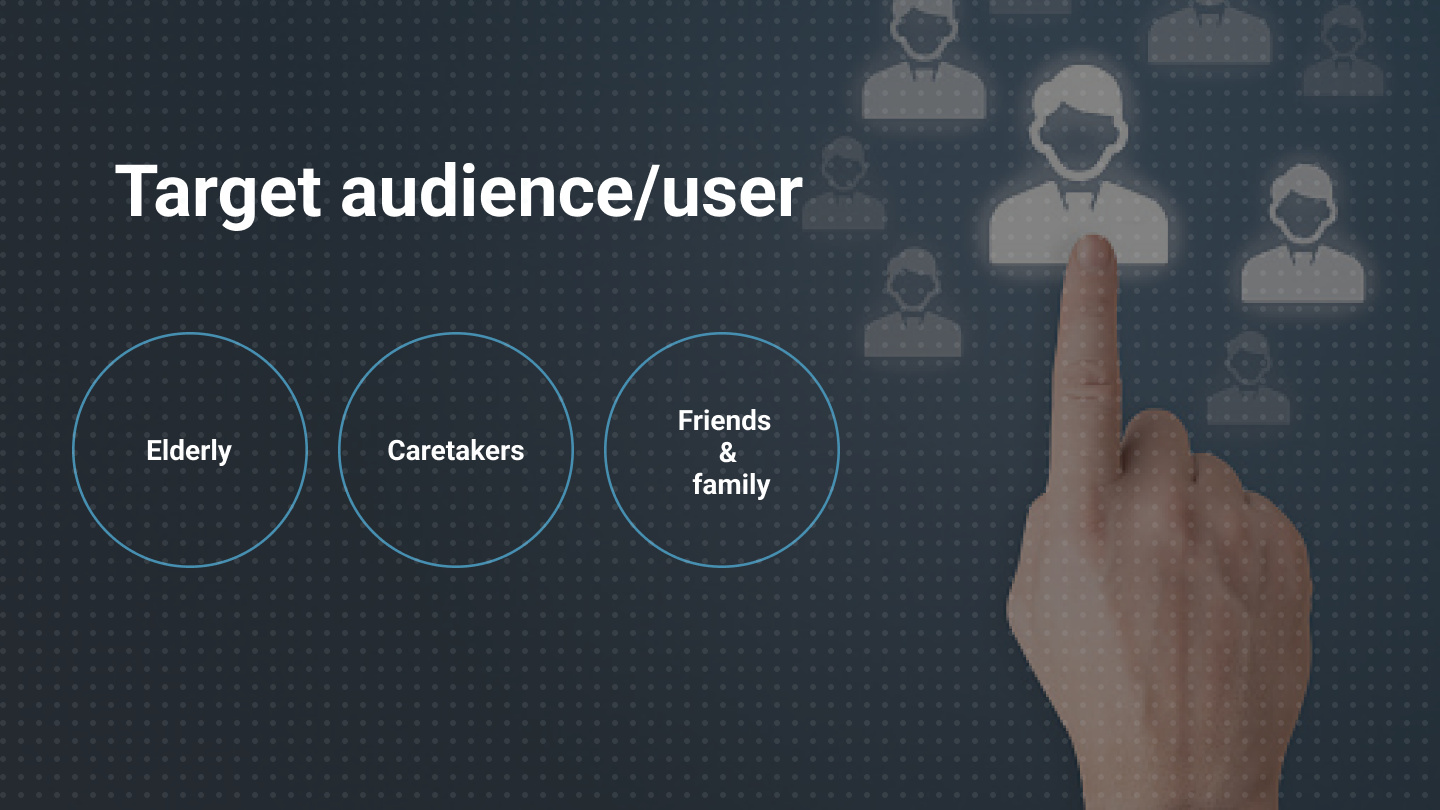 Target audience/user
Elderly
Caretakers
Friends
&
family